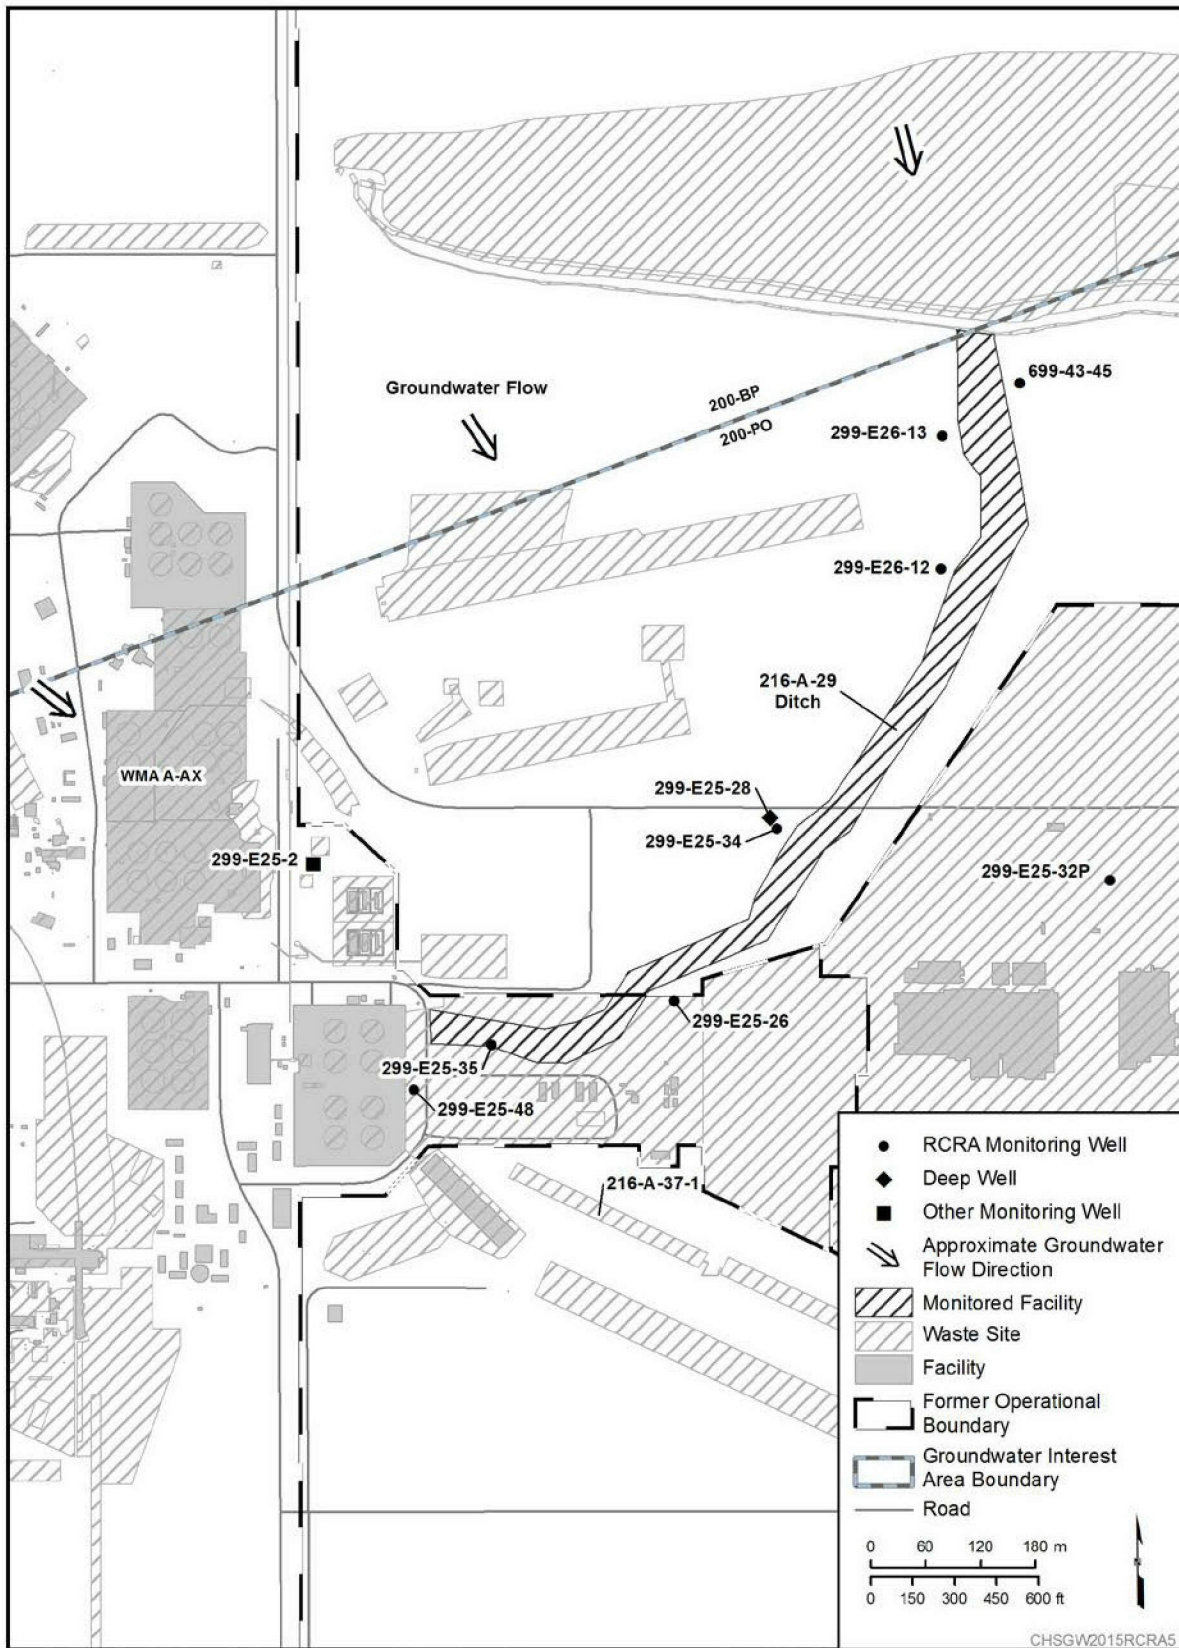 699-43-45
Groundwater Flow
200-BP
200-PO
299-E26-13
299-E26-12
216-A-29
Ditch
WMA A-AX
299-E25-28
299-E25-34
299-E25-2
299-E25-32P
299-E25-26
299-E25-35
299-E25-48
216-A-37-1
RCRA Monitoring Well
Deep Well
Other Monitoring Well
Approximate Groundwater
Flow Direction
Monitored Facility
Waste Site
Facility
Former Operational
Boundary
Groundwater Interest
Area Boundary
Road
0 60 120 180 m
0 150 300 450 600 ft
CHSGW2015RCRA5